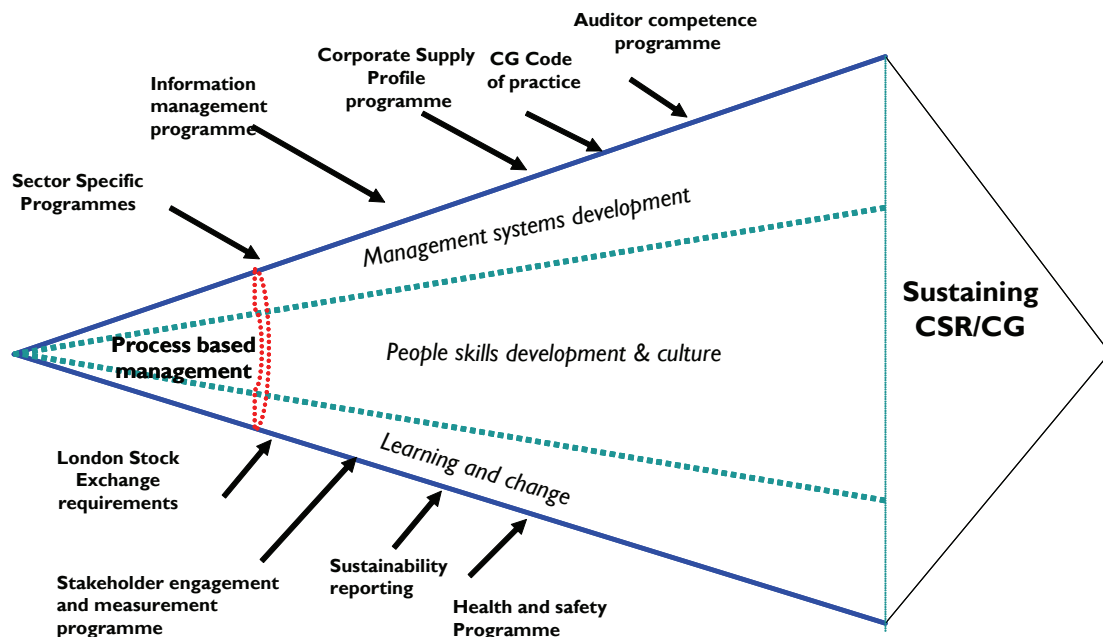 Auditor competence
programme
Corporate Supply
Profile
programme
CG Code
of practice
Information
management
programme
Sector Specific
Programmes
Management systems development
Sustaining
CSR/CG
Process based
management
People skills development & culture
Learning and change
London Stock
Exchange
requirements
Stakeholder engagement
and measurement
programme
Sustainability
reporting
Health and safety
Programme